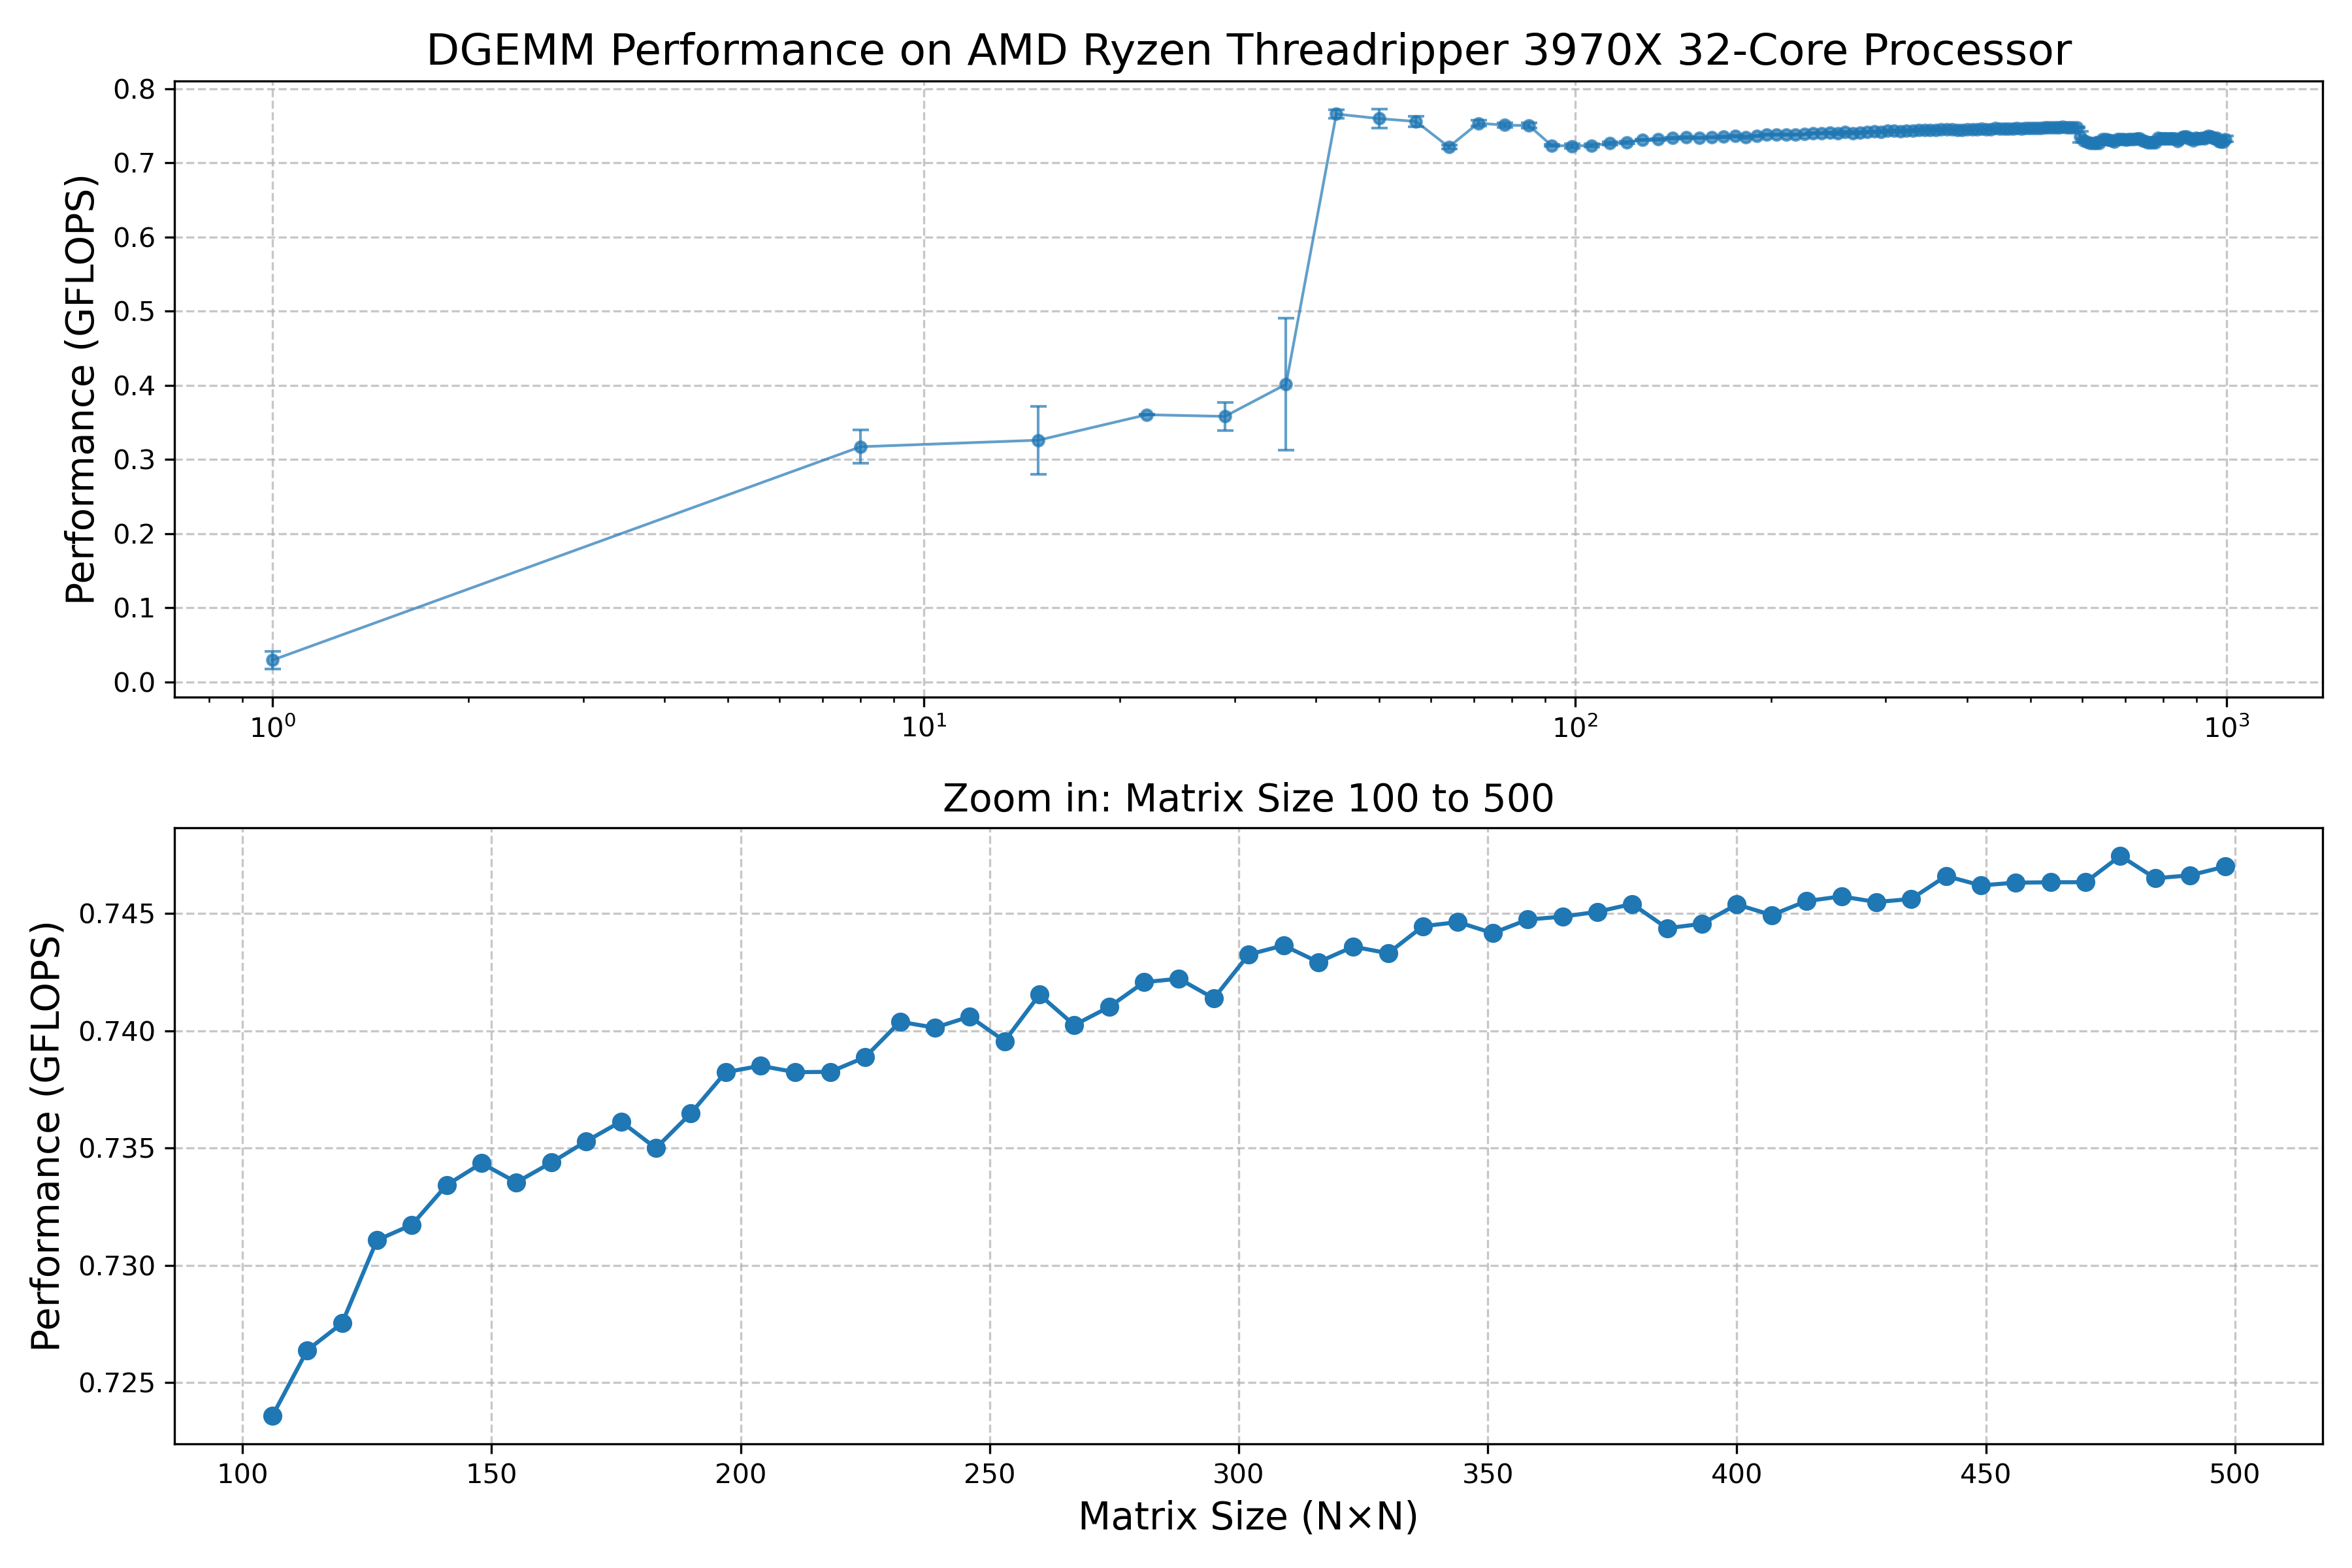 DGEMM Performance on AMD Ryzen Threadripper 3970X 32-Core Processor
Performance (GFLOPS)
0.8
0.7
0.6
0.5
0.4
0.3
0.2
0.1
0.0
10⁰ 10¹ 10² 10³
Zoom in: Matrix Size 100 to 500
Performance (GFLOPS)
0.745
0.740
0.735
0.730
0.725
100 150 200 250 300 350 400 450 500
Matrix Size (N×N)